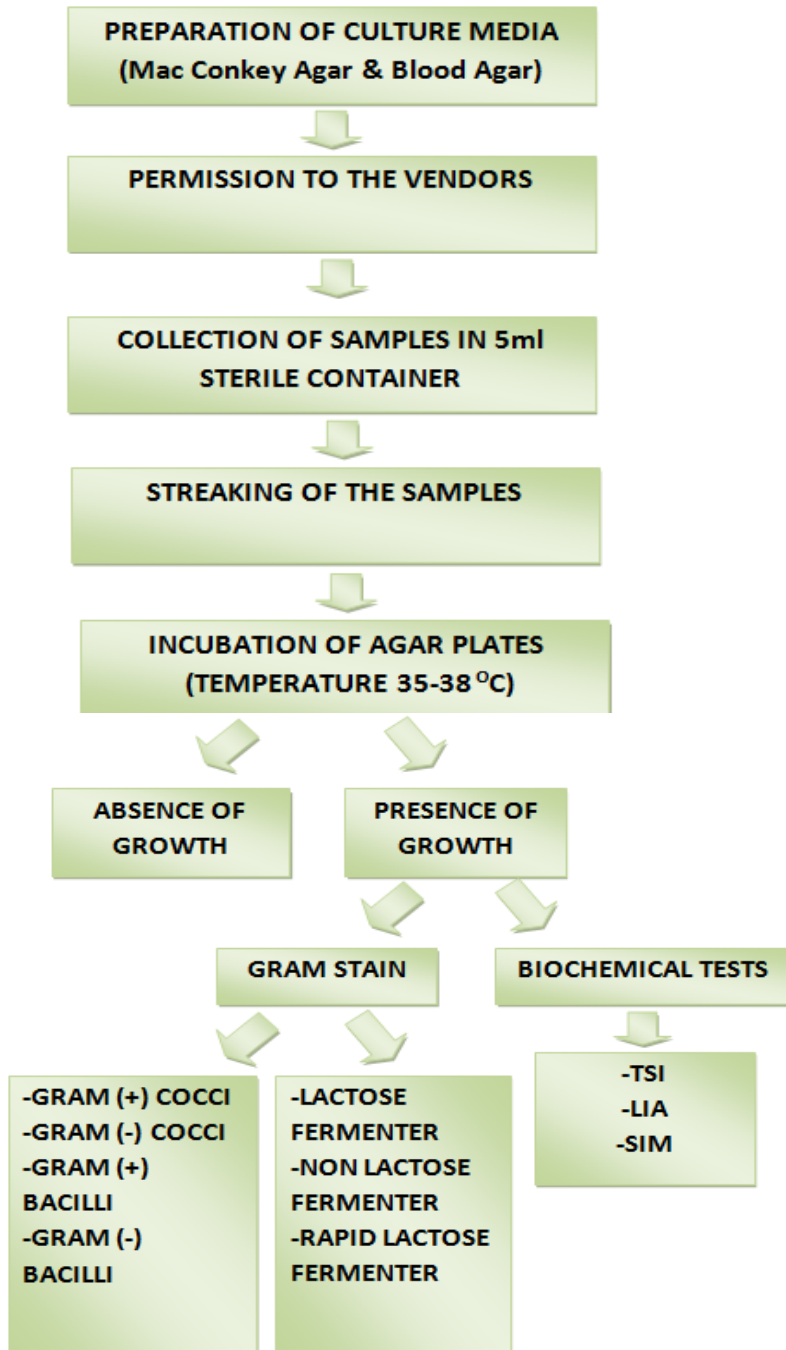 PREPARATION OF CULTURE MEDIA
(Mac Conkey Agar & Blood Agar)
PERMISSION TO THE VENDORS
COLLECTION OF SAMPLES IN 5ml
STERILE CONTAINER
STREAKING OF THE SAMPLES
INCUBATION OF AGAR PLATES
(TEMPERATURE 35-38 ᴼC)
ABSENCE OF
GROWTH
PRESENCE OF
GROWTH
GRAM STAIN
BIOCHEMICAL TESTS
-GRAM (+) COCCI
-GRAM (-) COCCI
-GRAM (+)
BACILLI
-GRAM (-)
BACILLI
-LACTOSE
FERMENTER
-NON LACTOSE
FERMENTER
-RAPID LACTOSE
FERMENTER
-TSI
-LIA
-SIM